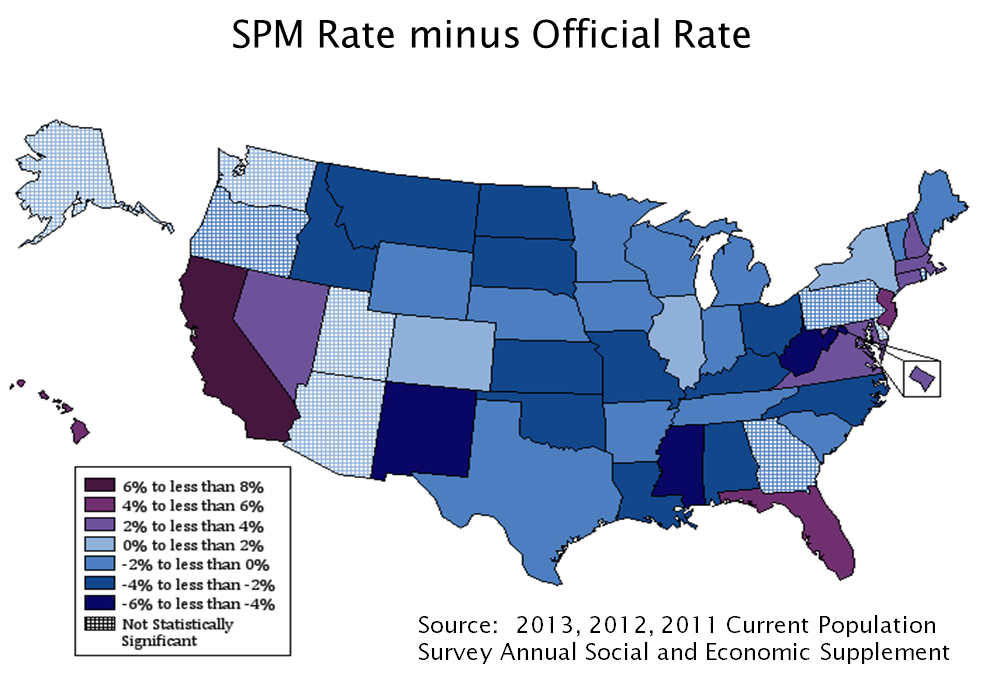 SPM Rate minus Official Rate
6% to less than 8%
4% to less than 6%
2% to less than 4%
0% to less than 2%
-2% to less than 0%
-4% to less than -2%
-6% to less than -4%
Not Statistically
Significant
Source:  2013, 2012, 2011 Current Population
Survey Annual Social and Economic Supplement